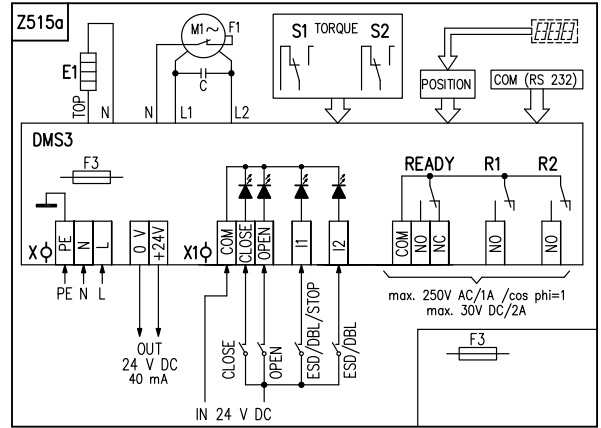 Z515a
M1~
F1
S1 TORQUE S2
E1
C
POSITION
COM (RS 232)
TOP
N
N
L1
L2
DMS3
F3
READY
R1
R2
X
PE
N
L
0 V
+24V
X1
COM
CLOSE
OPEN
I1
I2
COM
NO
NC
NO
NO
PE N L
OUT
24 V DC
40 mA
CLOSE
OPEN
ESD/DBL/STOP
ESD/DBL
IN 24 V DC
max. 250V AC/1A /cos phi=1
max. 30V DC/2A
F3